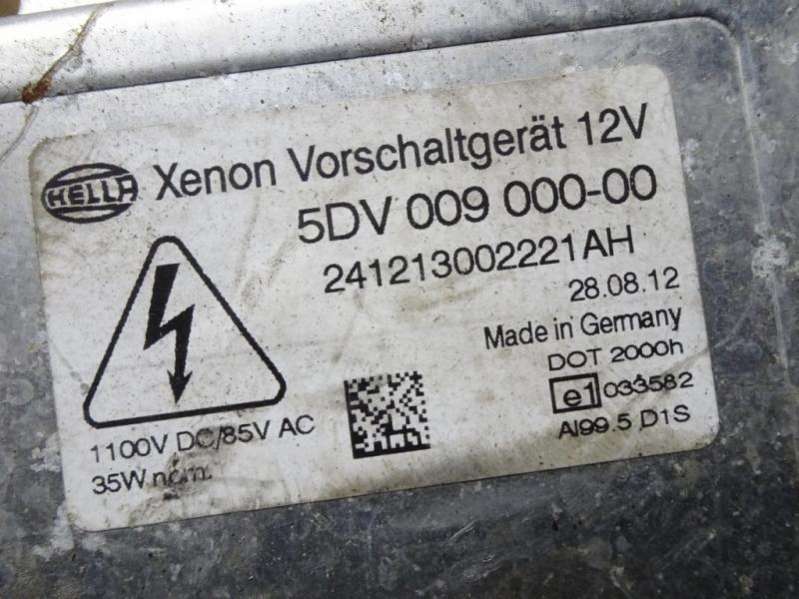 HELLA
Xenon Vorschaltgerät 12V
5DV 009 000-00
241213002221AH
28.08.12
Made in Germany
DOT 2000h
e1 033582
Al99.5 D1S
1100V DC/85V AC
35W nom.